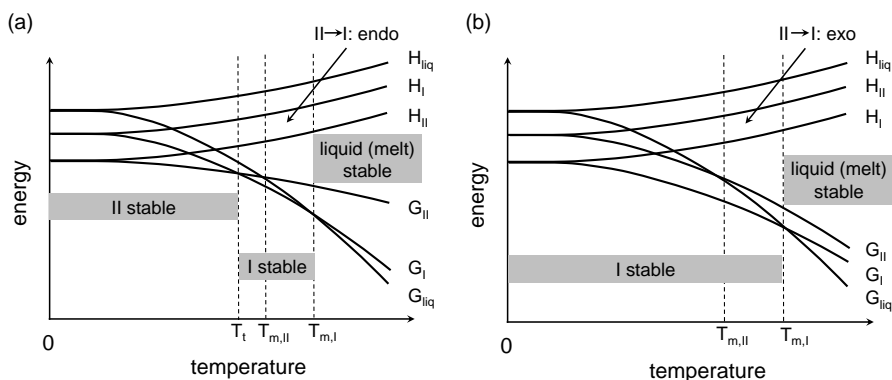 (a)
II→I: endo
H_liq
H_I
H_II
liquid (melt)
stable
II stable
I stable
G_II
G_I
G_liq
energy
0
T_t
T_m,II
T_m,I
temperature
(b)
II→I: exo
H_liq
H_II
H_I
liquid (melt)
stable
I stable
G_II
G_I
G_liq
energy
0
T_m,II
T_m,I
temperature